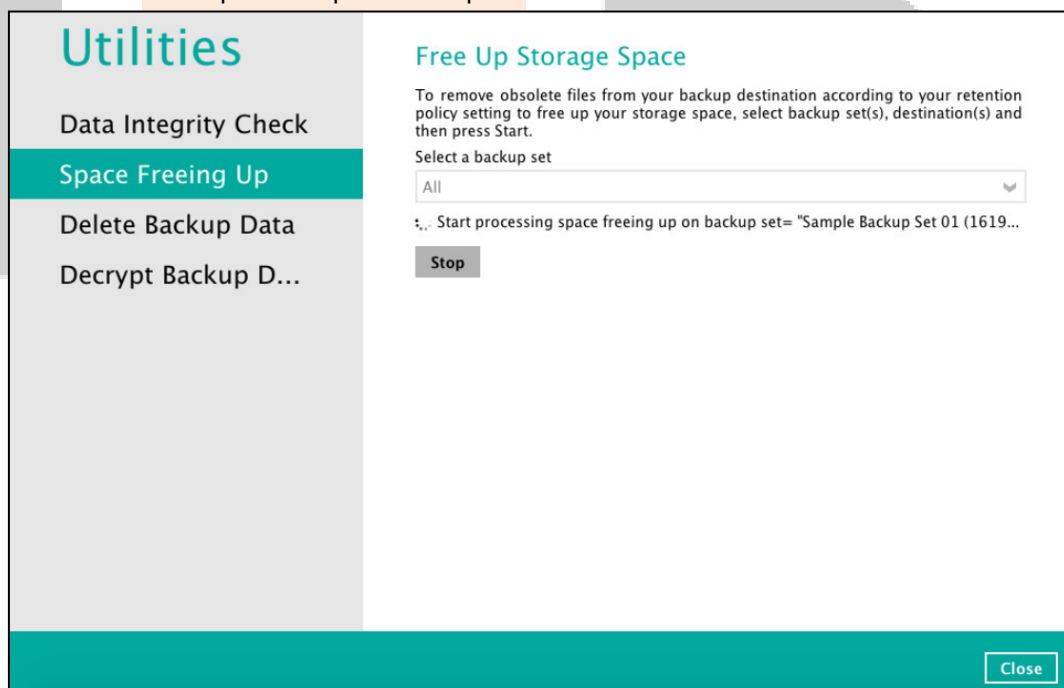 Utilities
Data Integrity Check
Space Freeing Up
Delete Backup Data
Decrypt Backup D...
Free Up Storage Space
To remove obsolete files from your backup destination according to your retention
policy setting to free up your storage space, select backup set(s), destination(s) and
then press Start.
Select a backup set
All
Start processing space freeing up on backup set= "Sample Backup Set 01 (1619...
Stop
Close